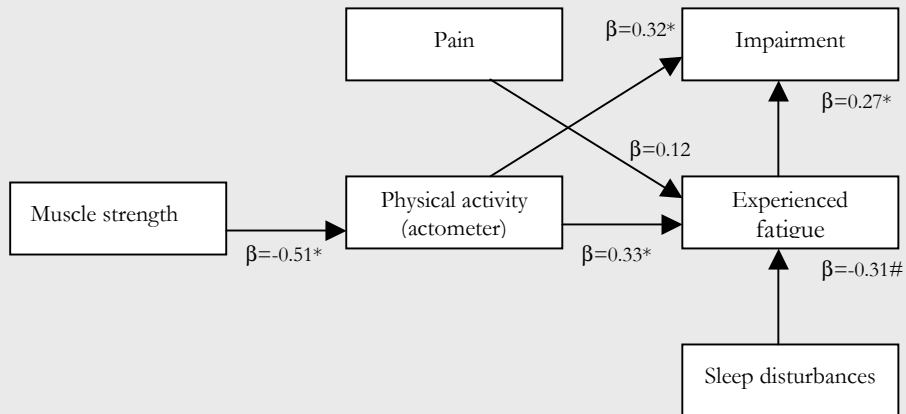 Pain
β=0.32*
Impairment
β=0.27*
β=0.12
Muscle strength
Physical activity
(actometer)
Experienced
fatigue
β=-0.51*
β=0.33*
β=-0.31#
Sleep disturbances